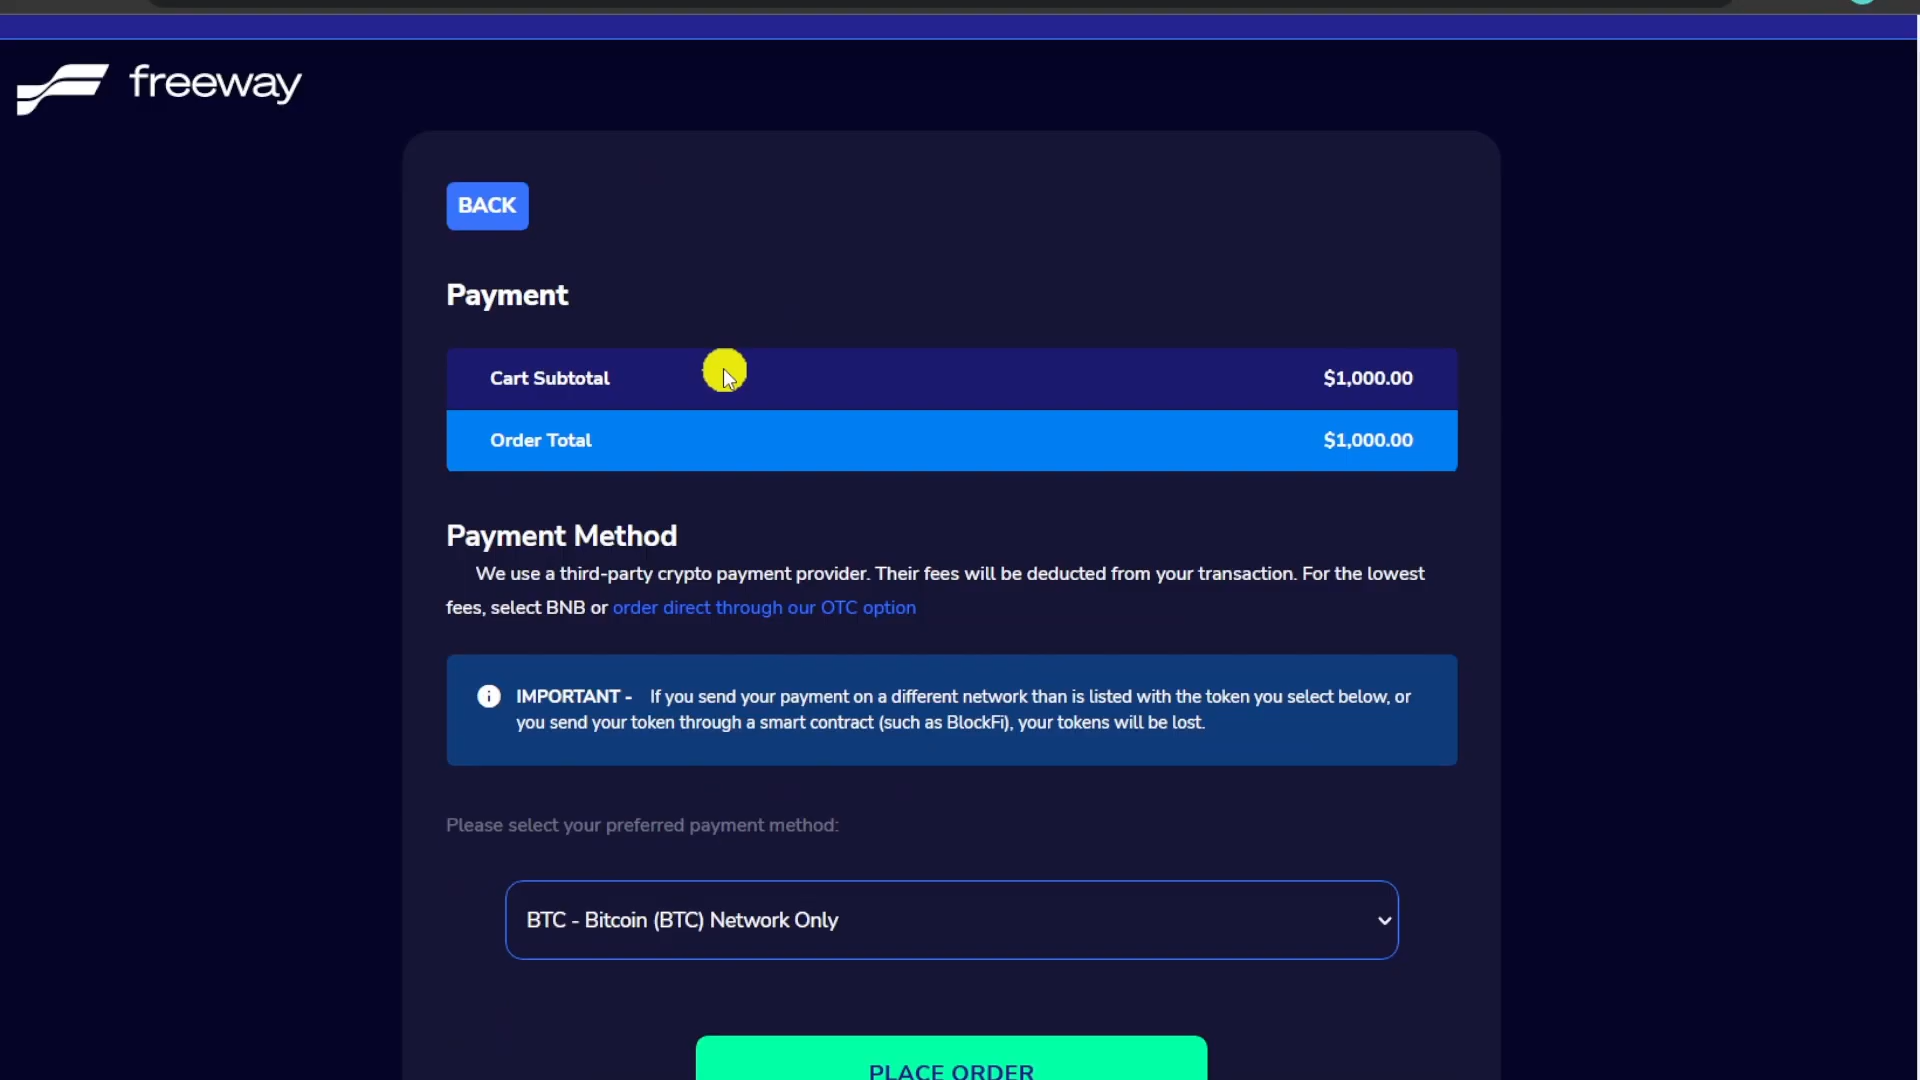 freeway
BACK
Payment
Cart Subtotal $1,000.00
Order Total $1,000.00
Payment Method
We use a third-party crypto payment provider. Their fees will be deducted from your transaction. For the lowest
fees, select BNB or order direct through our OTC option
IMPORTANT - If you send your payment on a different network than is listed with the token you select below, or
you send your token through a smart contract (such as BlockFi), your tokens will be lost.
Please select your preferred payment method:
BTC - Bitcoin (BTC) Network Only
PLACE ORDER